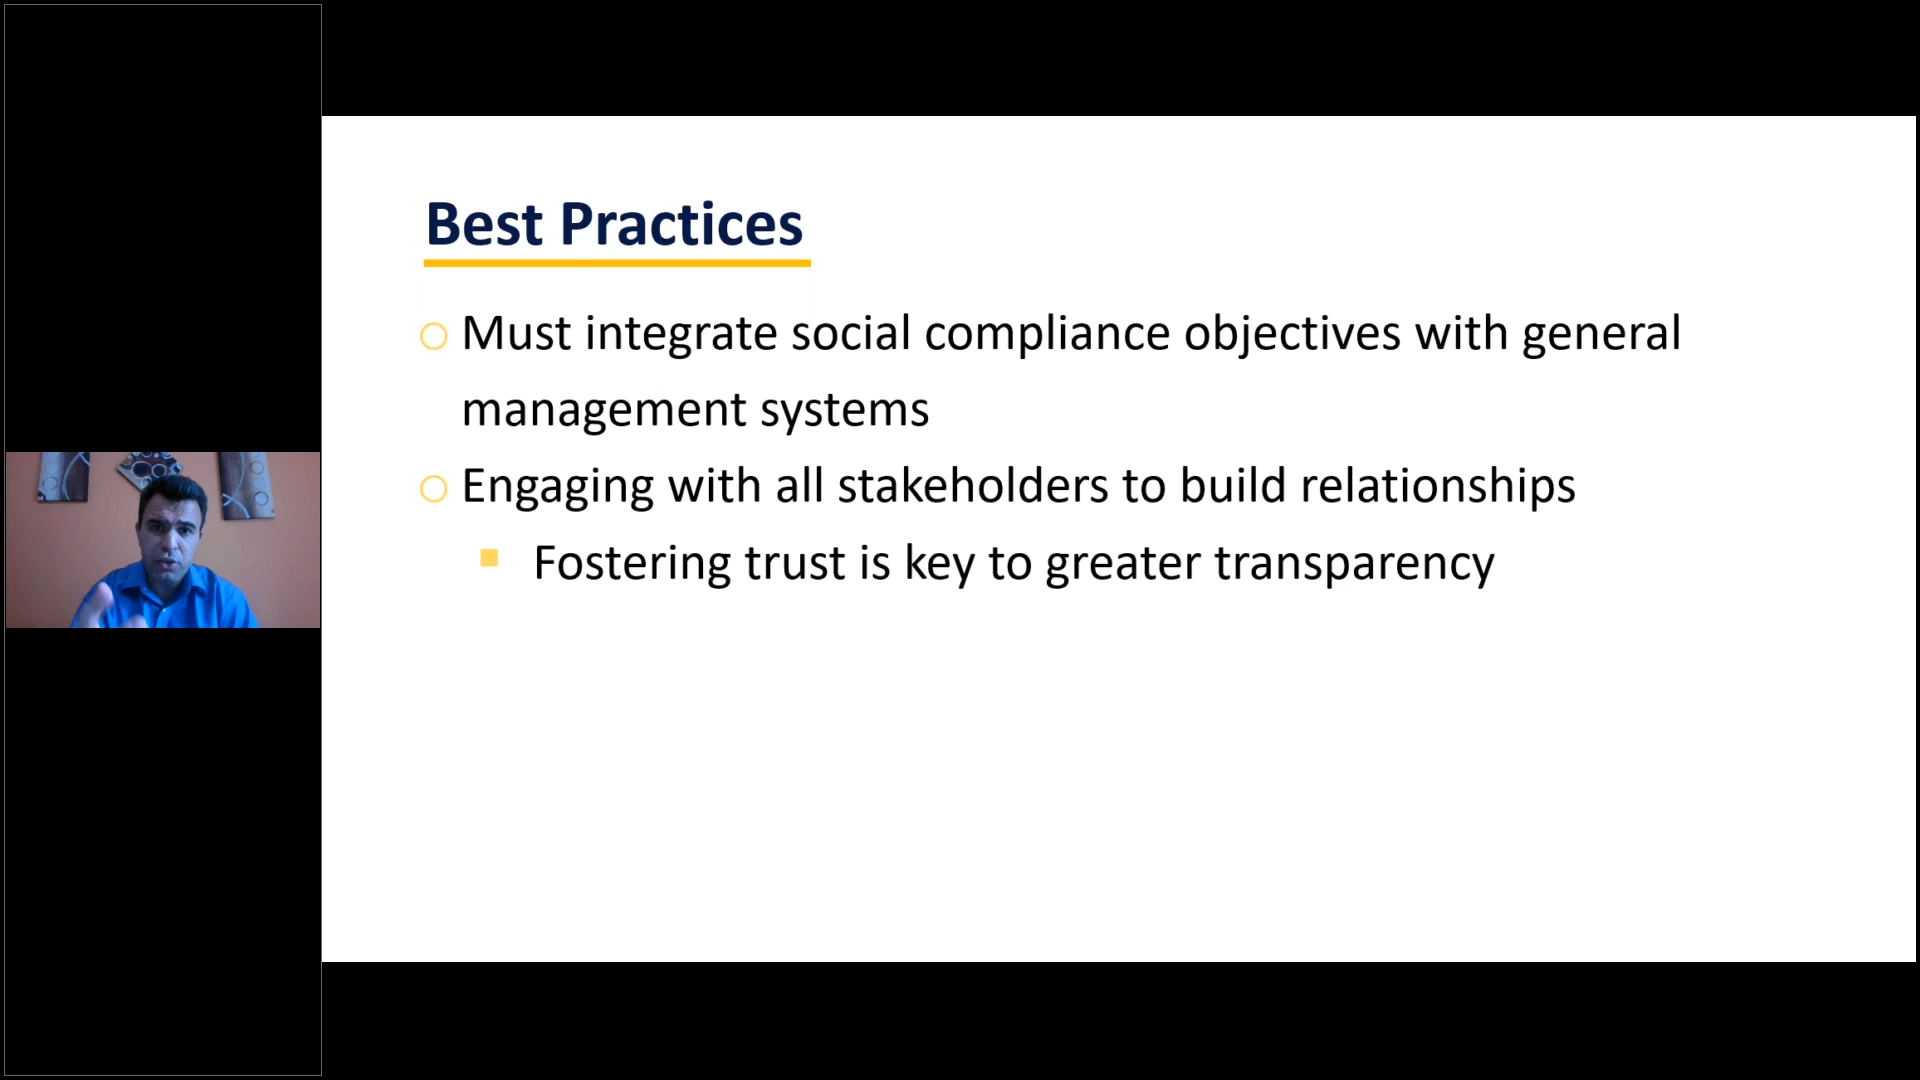 Best Practices
Must integrate social compliance objectives with general
management systems
Engaging with all stakeholders to build relationships
Fostering trust is key to greater transparency